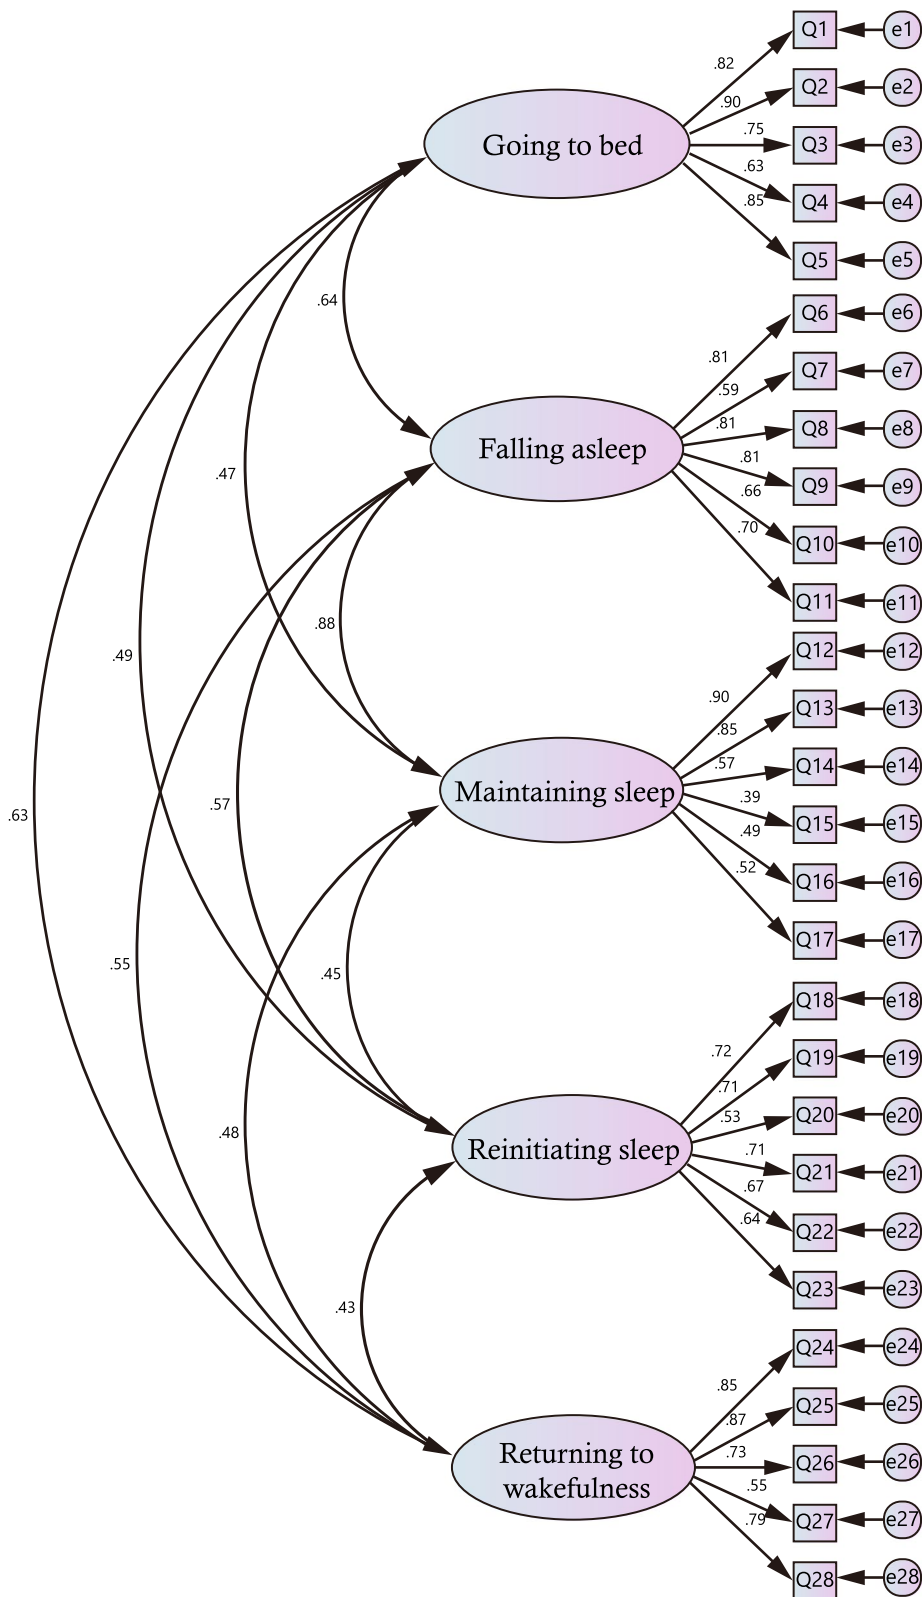 Q1 e1
.82
Q2 e2
.90
.75
Q3 e3
Going to bed
.63
Q4 e4
.85
Q5 e5
.64
Q6 e6
.81
Q7 e7
.59
.81
Q8 e8
Falling asleep
.81
.47
Q9 e9
.66
.70
Q10 e10
Q11 e11
.88
.49
Q12 e12
.90
Q13 e13
.85
.57
Q14 e14
Maintaining sleep
.39
.57
.63
Q15 e15
.49
.52
Q16 e16
Q17 e17
.55
.45
Q18 e18
.72
Q19 e19
.71
.53
Q20 e20
.48
Reinitiating sleep
.71
Q21 e21
.67
.64
Q22 e22
Q23 e23
.43
Q24 e24
.85
Q25 e25
.87
.73
Returning to
wakefulness
Q26 e26
.55
.79
Q27 e27
Q28 e28